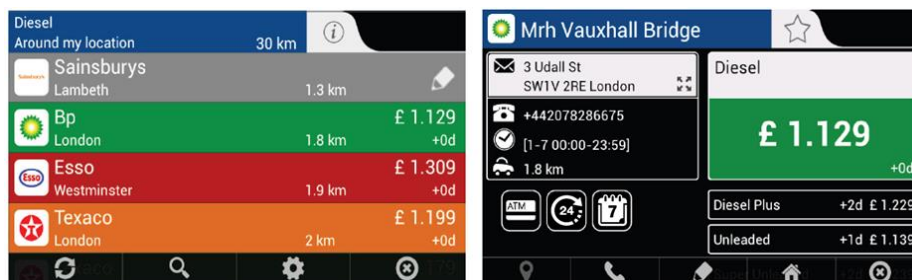 Diesel
Around my location 30 km
Sainsburys
Lambeth 1.3 km
Bp £ 1.129
London 1.8 km +0d
Esso
Esso £ 1.309
Westminster 1.9 km +0d
Texaco £ 1.199
London 2 km +0d
Mrh Vauxhall Bridge
3 Udall St
SW1V 2RE London
+442078286675
[1-7 00:00-23:59]
1.8 km
ATM
24
7
Diesel
£ 1.129
+0d
Diesel Plus +2d £ 1.229
Unleaded +1d £ 1.139